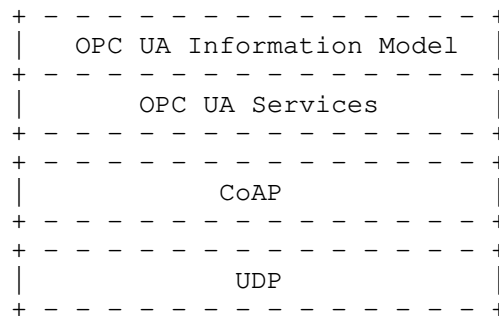 + - - - - - - - - - - - - - - +
|   OPC UA Information Model  |
+ - - - - - - - - - - - - - - +
|       OPC UA Services       |
+ - - - - - - - - - - - - - - +
+ - - - - - - - - - - - - - - +
|            CoAP             |
+ - - - - - - - - - - - - - - +
+ - - - - - - - - - - - - - - +
|             UDP             |
+ - - - - - - - - - - - - - - +